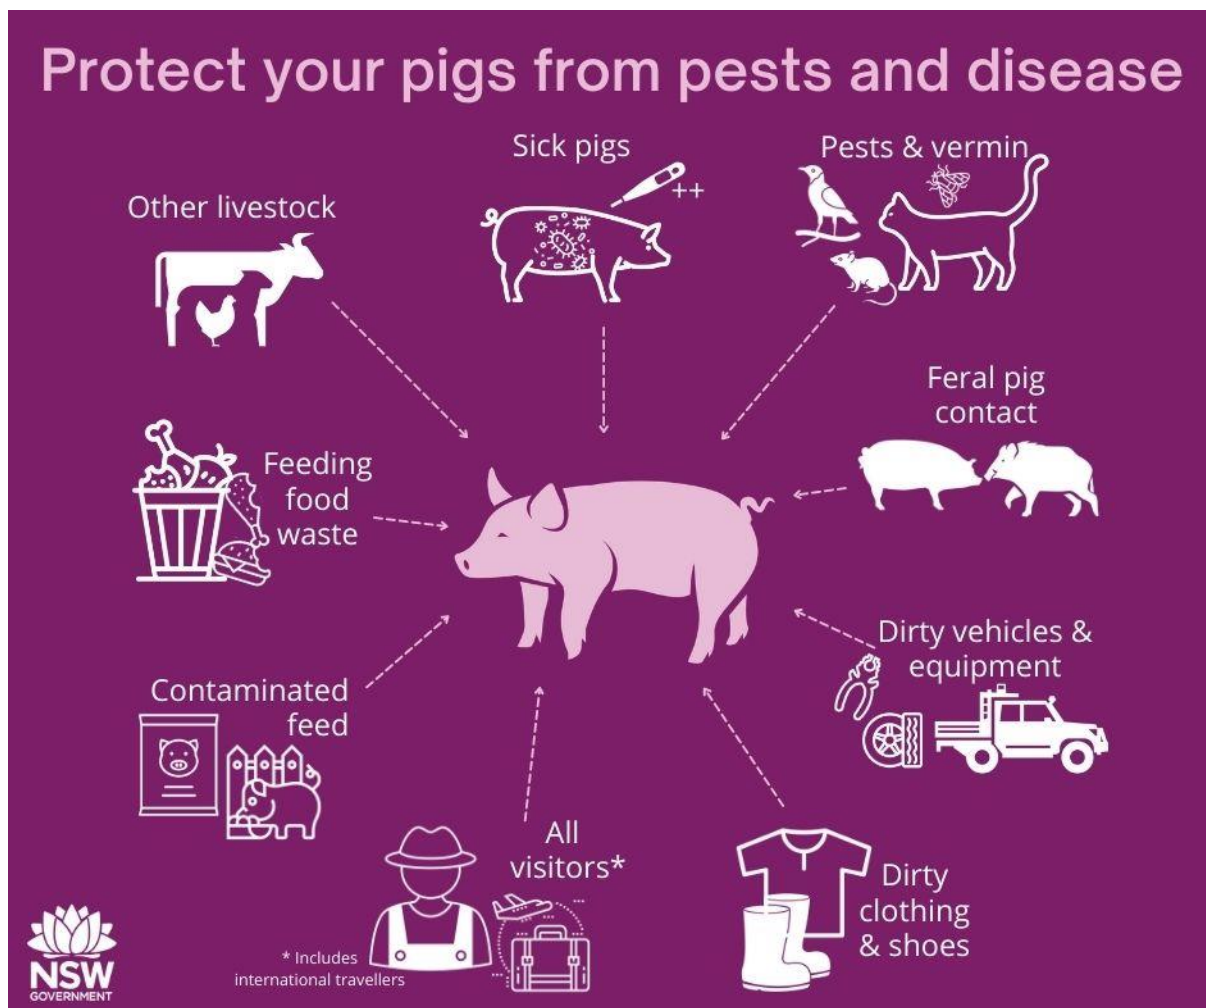 Protect your pigs from pests and disease
Sick pigs
++
Pests & vermin
Other livestock
Feral pig
contact
Feeding
food
waste
Dirty vehicles &
equipment
Contaminated
feed
All
visitors*
Dirty
clothing
& shoes
* Includes
international travellers
NSW
GOVERNMENT